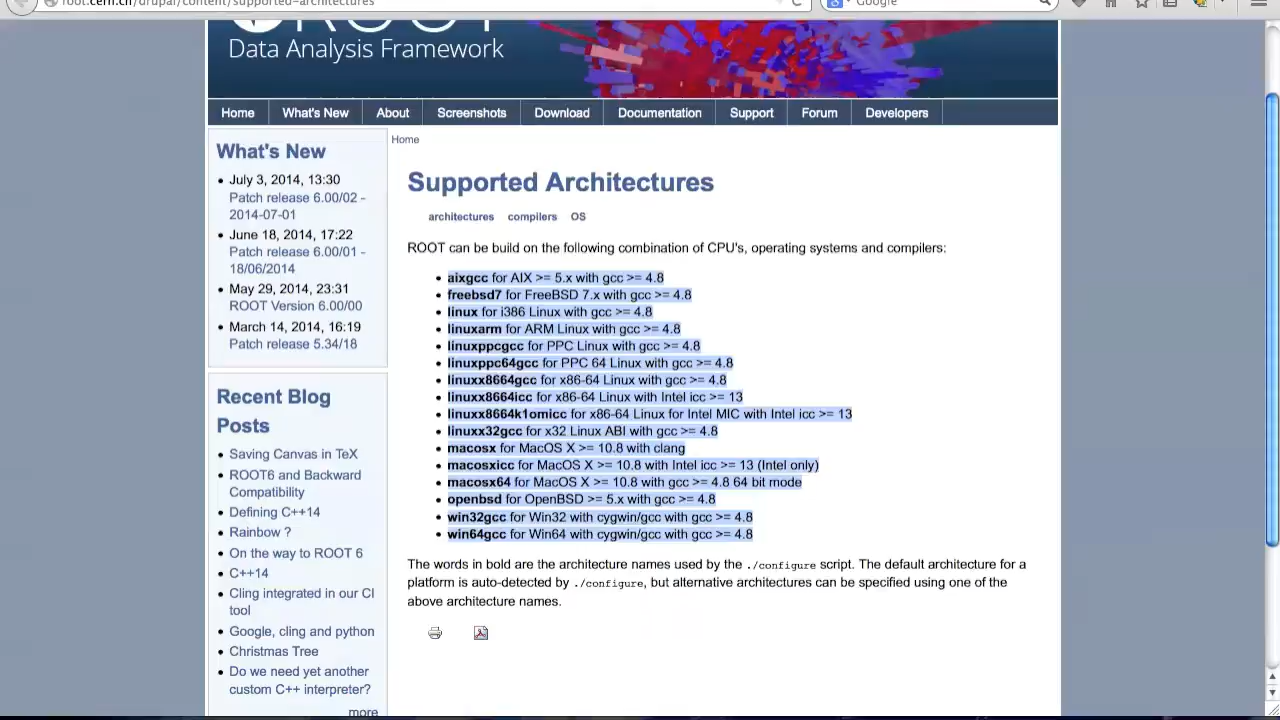 root.cern.ch/drupal/content/supported-architectures
Google
ROOT
Data Analysis Framework
Home
What's New
About
Screenshots
Download
Documentation
Support
Forum
Developers
What's New
July 3, 2014, 13:30
Patch release 6.00/02 -
2014-07-01
June 18, 2014, 17:22
Patch release 6.00/01 -
18/06/2014
May 29, 2014, 23:31
ROOT Version 6.00/00
March 14, 2014, 16:19
Patch release 5.34/18
Recent Blog
Posts
Saving Canvas in TeX
ROOT6 and Backward
Compatibility
Defining C++14
Rainbow ?
On the way to ROOT 6
C++14
Cling integrated in our CI
tool
Google, cling and python
Christmas Tree
Do we need yet another
custom C++ interpreter?
more
Home
Supported Architectures
architectures compilers OS
ROOT can be build on the following combination of CPU's, operating systems and compilers:
aixgcc for AIX >= 5.x with gcc >= 4.8
freebsd7 for FreeBSD 7.x with gcc >= 4.8
linux for i386 Linux with gcc >= 4.8
linuxarm for ARM Linux with gcc >= 4.8
linuxppcgcc for PPC Linux with gcc >= 4.8
linuxppc64gcc for PPC 64 Linux with gcc >= 4.8
linuxx8664gcc for x86-64 Linux with gcc >= 4.8
linuxx8664icc for x86-64 Linux with Intel icc >= 13
linuxx8664k1omicc for x86-64 Linux for Intel MIC with Intel icc >= 13
linuxx32gcc for x32 Linux ABI with gcc >= 4.8
macosx for MacOS X >= 10.8 with clang
macosxicc for MacOS X >= 10.8 with Intel icc >= 13 (Intel only)
macosx64 for MacOS X >= 10.8 with gcc >= 4.8 64 bit mode
openbsd for OpenBSD >= 5.x with gcc >= 4.8
win32gcc for Win32 with cygwin/gcc with gcc >= 4.8
win64gcc for Win64 with cygwin/gcc with gcc >= 4.8
The words in bold are the architecture names used by the ./configure script. The default architecture for a
platform is auto-detected by ./configure, but alternative architectures can be specified using one of the
above architecture names.